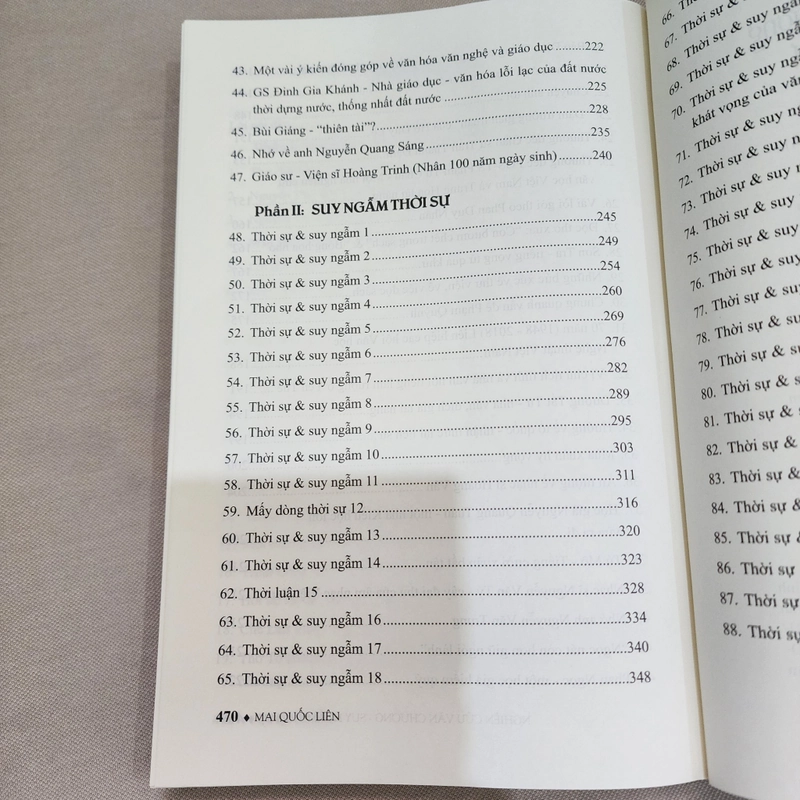 43. Một vài ý kiến đóng góp về văn hóa văn nghệ và giáo dục .........222
44. GS Đinh Gia Khánh - Nhà giáo dục - văn hóa lỗi lạc của đất nước
thời dựng nước, thống nhất đất nước ..........225
45. Bùi Giáng - “thiên tài”?..........228
46. Nhớ về anh Nguyễn Quang Sáng..........235
47. Giáo sư - Viện sĩ Hoàng Trinh (Nhân 100 năm ngày sinh)..........240
Phần II: SUY NGẪM THỜI SỰ
48. Thời sự & suy ngẫm 1..........245
49. Thời sự & suy ngẫm 2..........249
50. Thời sự & suy ngẫm 3..........254
51. Thời sự & suy ngẫm 4..........260
52. Thời sự & suy ngẫm 5..........269
53. Thời sự & suy ngẫm 6..........276
54. Thời sự & suy ngẫm 7..........282
55. Thời sự & suy ngẫm 8..........289
56. Thời sự & suy ngẫm 9..........295
57. Thời sự & suy ngẫm 10..........303
58. Thời sự & suy ngẫm 11..........311
59. Mấy dòng thời sự 12..........316
60. Thời sự & suy ngẫm 13..........320
61. Thời sự & suy ngẫm 14..........323
62. Thời luận 15..........328
63. Thời sự & suy ngẫm 16..........334
64. Thời sự & suy ngẫm 17..........340
65. Thời sự & suy ngẫm 18..........348
470 ♦ MAI QUỐC LIÊN
66. Thờ
67. Thời sự
68. Thời sự & su
69. Thời sự & suy ngẫ
70. Thời sự & suy ngẫ
khát vọng của văn
71. Thời sự & suy ng
72. Thời sự & suy n
73. Thời sự & suy
74. Thời sự & suy
75. Thời sự & suy
76. Thời sự & suy
77. Thời sự & suy
78. Thời sự & su
79. Thời sự & s
80. Thời sự & s
81. Thời sự & s
82. Thời sự &
83. Thời sự &
84. Thời sự &
85. Thời sự &
86. Thời sự
87. Thời sự
88. Thời sự